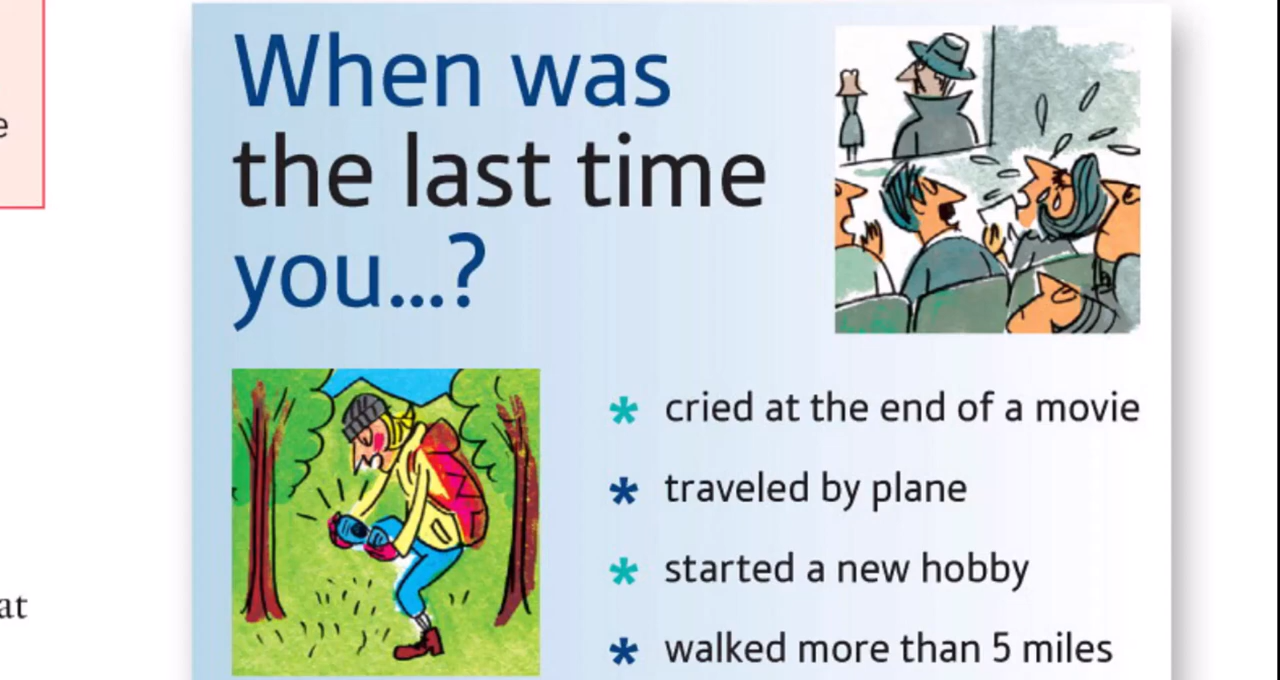 When was
the last time
you...?
* cried at the end of a movie
* traveled by plane
* started a new hobby
* walked more than 5 miles
e
at